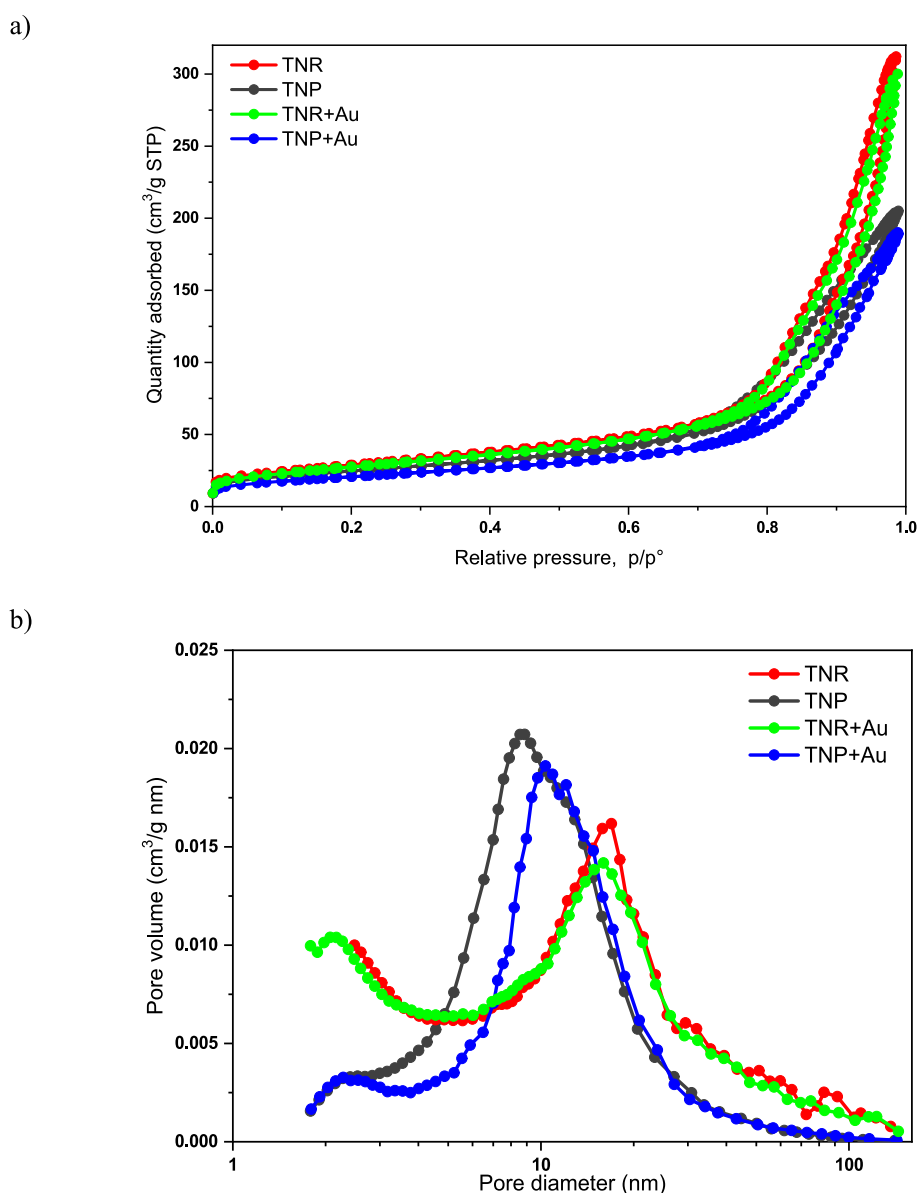 a)
TNR
TNP
TNR+Au
TNP+Au
Quantity adsorbed (cm³/g STP)
300
250
200
150
100
50
0
0.0 0.2 0.4 0.6 0.8 1.0
Relative pressure, p/p°
b)
TNR
TNP
TNR+Au
TNP+Au
Pore volume (cm³/g nm)
0.025
0.020
0.015
0.010
0.005
0.000
1 10 100
Pore diameter (nm)